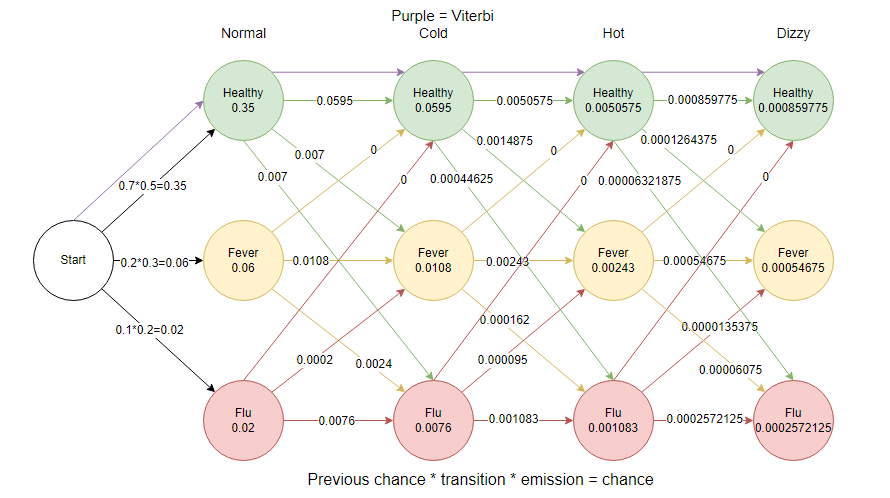 Purple = Viterbi
Normal
Cold
Hot
Dizzy
Healthy
0.35
0.0595
Healthy
0.0595
0.0050575
Healthy
0.0050575
0.000859775
Healthy
0.000859775
0.007
0.007
0
0
0.0014875
0.00044625
0
0
0.0001264375
0.00006321875
0
0
0.7*0.5=0.35
Start
0.2*0.3=0.06
0.1*0.2=0.02
Fever
0.06
0.0108
Fever
0.0108
0.00243
Fever
0.00243
0.00054675
Fever
0.00054675
0.0002
0.0024
0.000162
0.000095
0.0000135375
0.00006075
Flu
0.02
0.0076
Flu
0.0076
0.001083
Flu
0.001083
0.0002572125
Flu
0.0002572125
Previous chance * transition * emission = chance